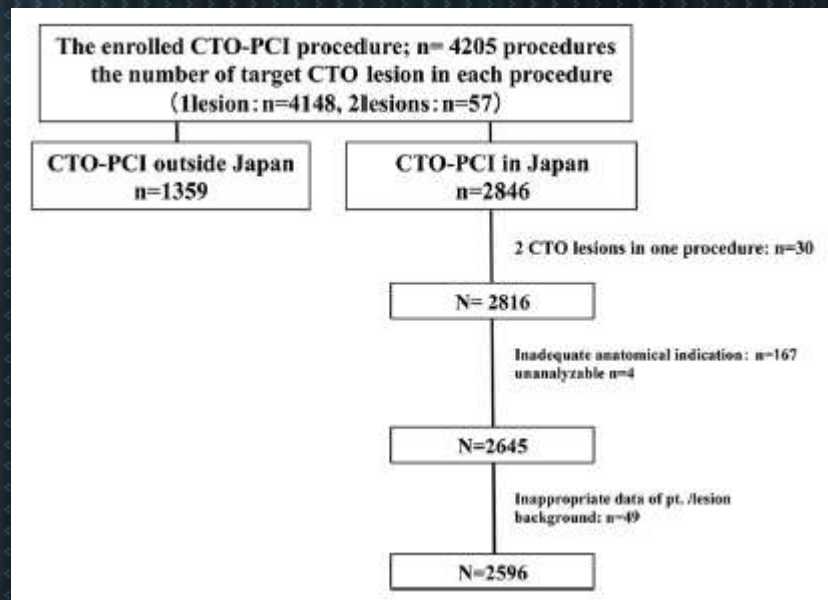 The enrolled CTO-PCI procedure; n= 4205 procedures
the number of target CTO lesion in each procedure
(1lesion:n=4148, 2lesions:n=57)
CTO-PCI outside Japan
n=1359
CTO-PCI in Japan
n=2846
2 CTO lesions in one procedure: n=30
N= 2816
Inadequate anatomical indication: n=167
unanalyzable n=4
N=2645
Inappropriate data of pt. /lesion
background: n=49
N=2596